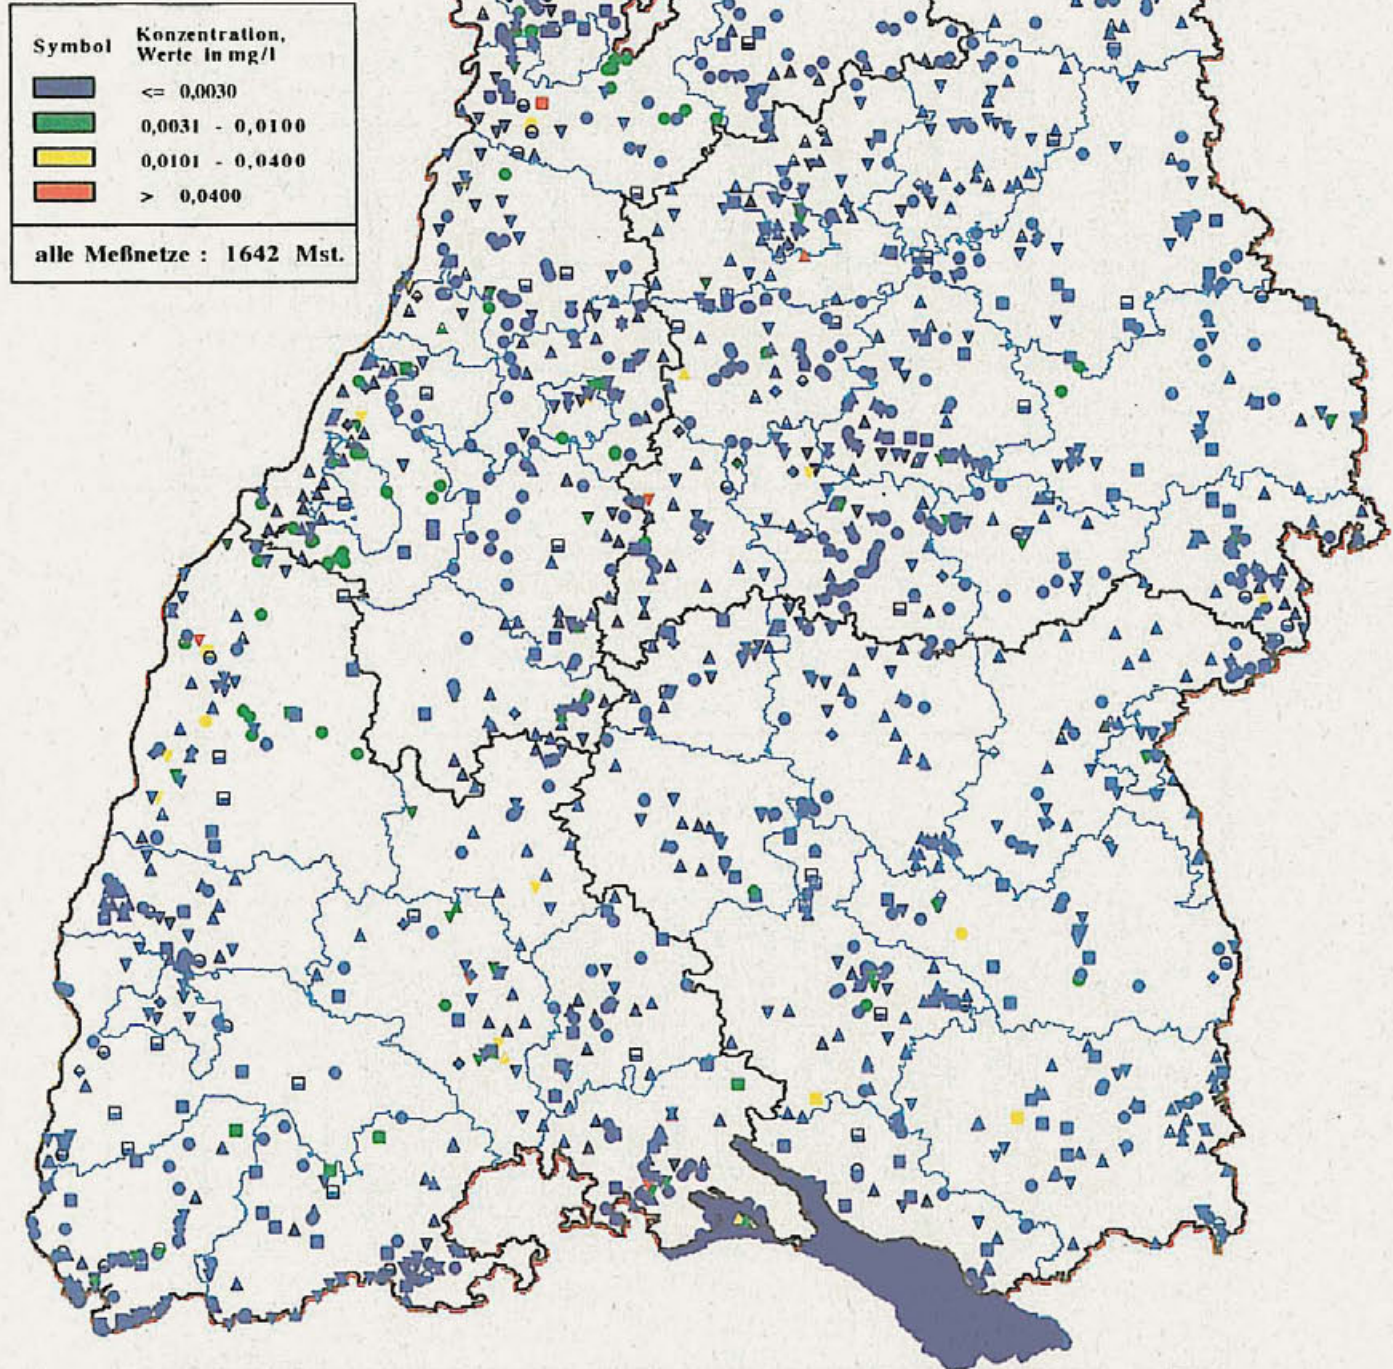 Symbol Konzentration,
Werte in mg/l
<= 0,0030
0,0031 - 0,0100
0,0101 - 0,0400
> 0,0400
alle Meßnetze : 1642 Mst.